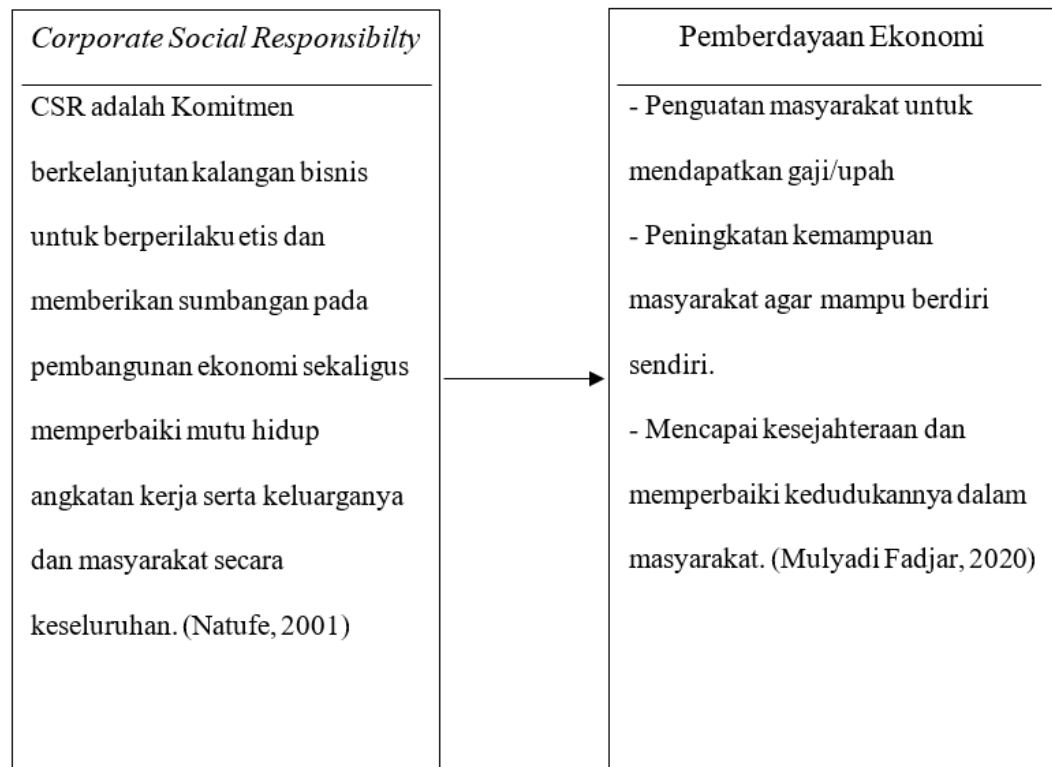 Corporate Social Responsibilty
CSR adalah Komitmen
berkelanjutan kalangan bisnis
untuk berperilaku etis dan
memberikan sumbangan pada
pembangunan ekonomi sekaligus
memperbaiki mutu hidup
angkatan kerja serta keluarganya
dan masyarakat secara
keseluruhan. (Natufe, 2001)
Pemberdayaan Ekonomi
- Penguatan masyarakat untuk
mendapatkan gaji/upah
- Peningkatan kemampuan
masyarakat agar mampu berdiri
sendiri.
- Mencapai kesejahteraan dan
memperbaiki kedudukannya dalam
masyarakat. (Mulyadi Fadjar, 2020)